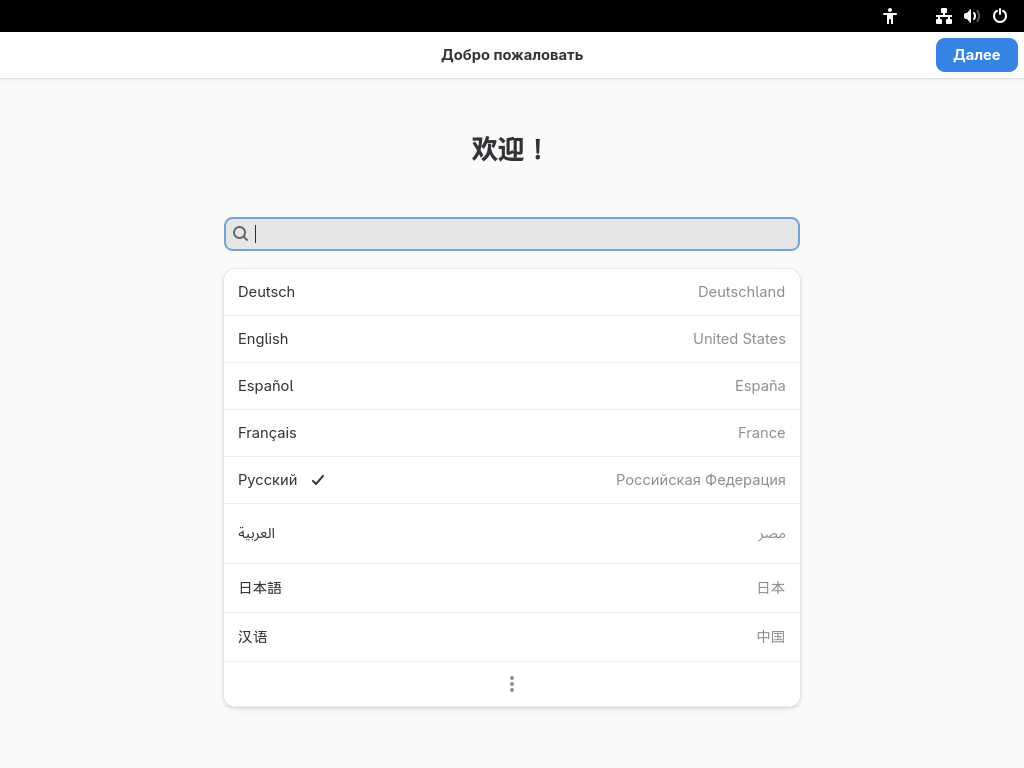 Добро пожаловать
Далее
欢迎！
Deutsch Deutschland
English United States
Español España
Français France
Русский Российская Федерация
العربية مصر
日本語 日本
汉语 中国